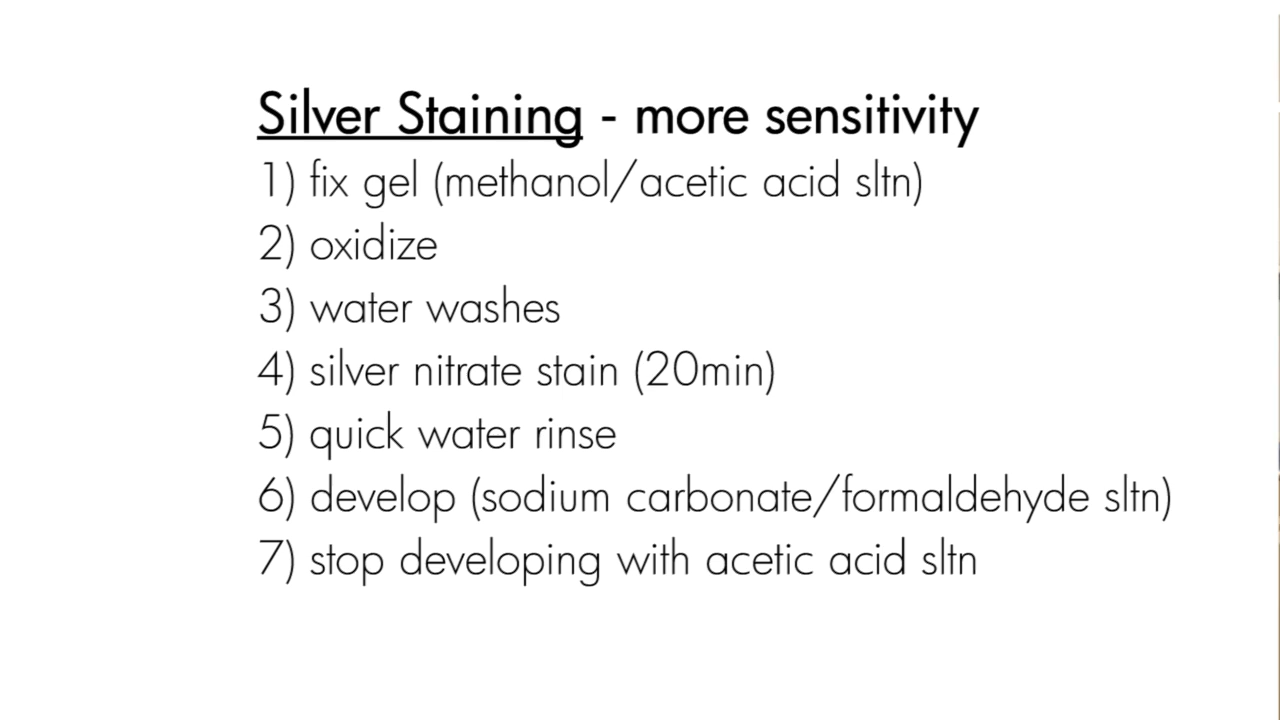 Silver Staining - more sensitivity
1) fix gel (methanol/acetic acid sltn)
2) oxidize
3) water washes
4) silver nitrate stain (20min)
5) quick water rinse
6) develop (sodium carbonate/formaldehyde sltn)
7) stop developing with acetic acid sltn